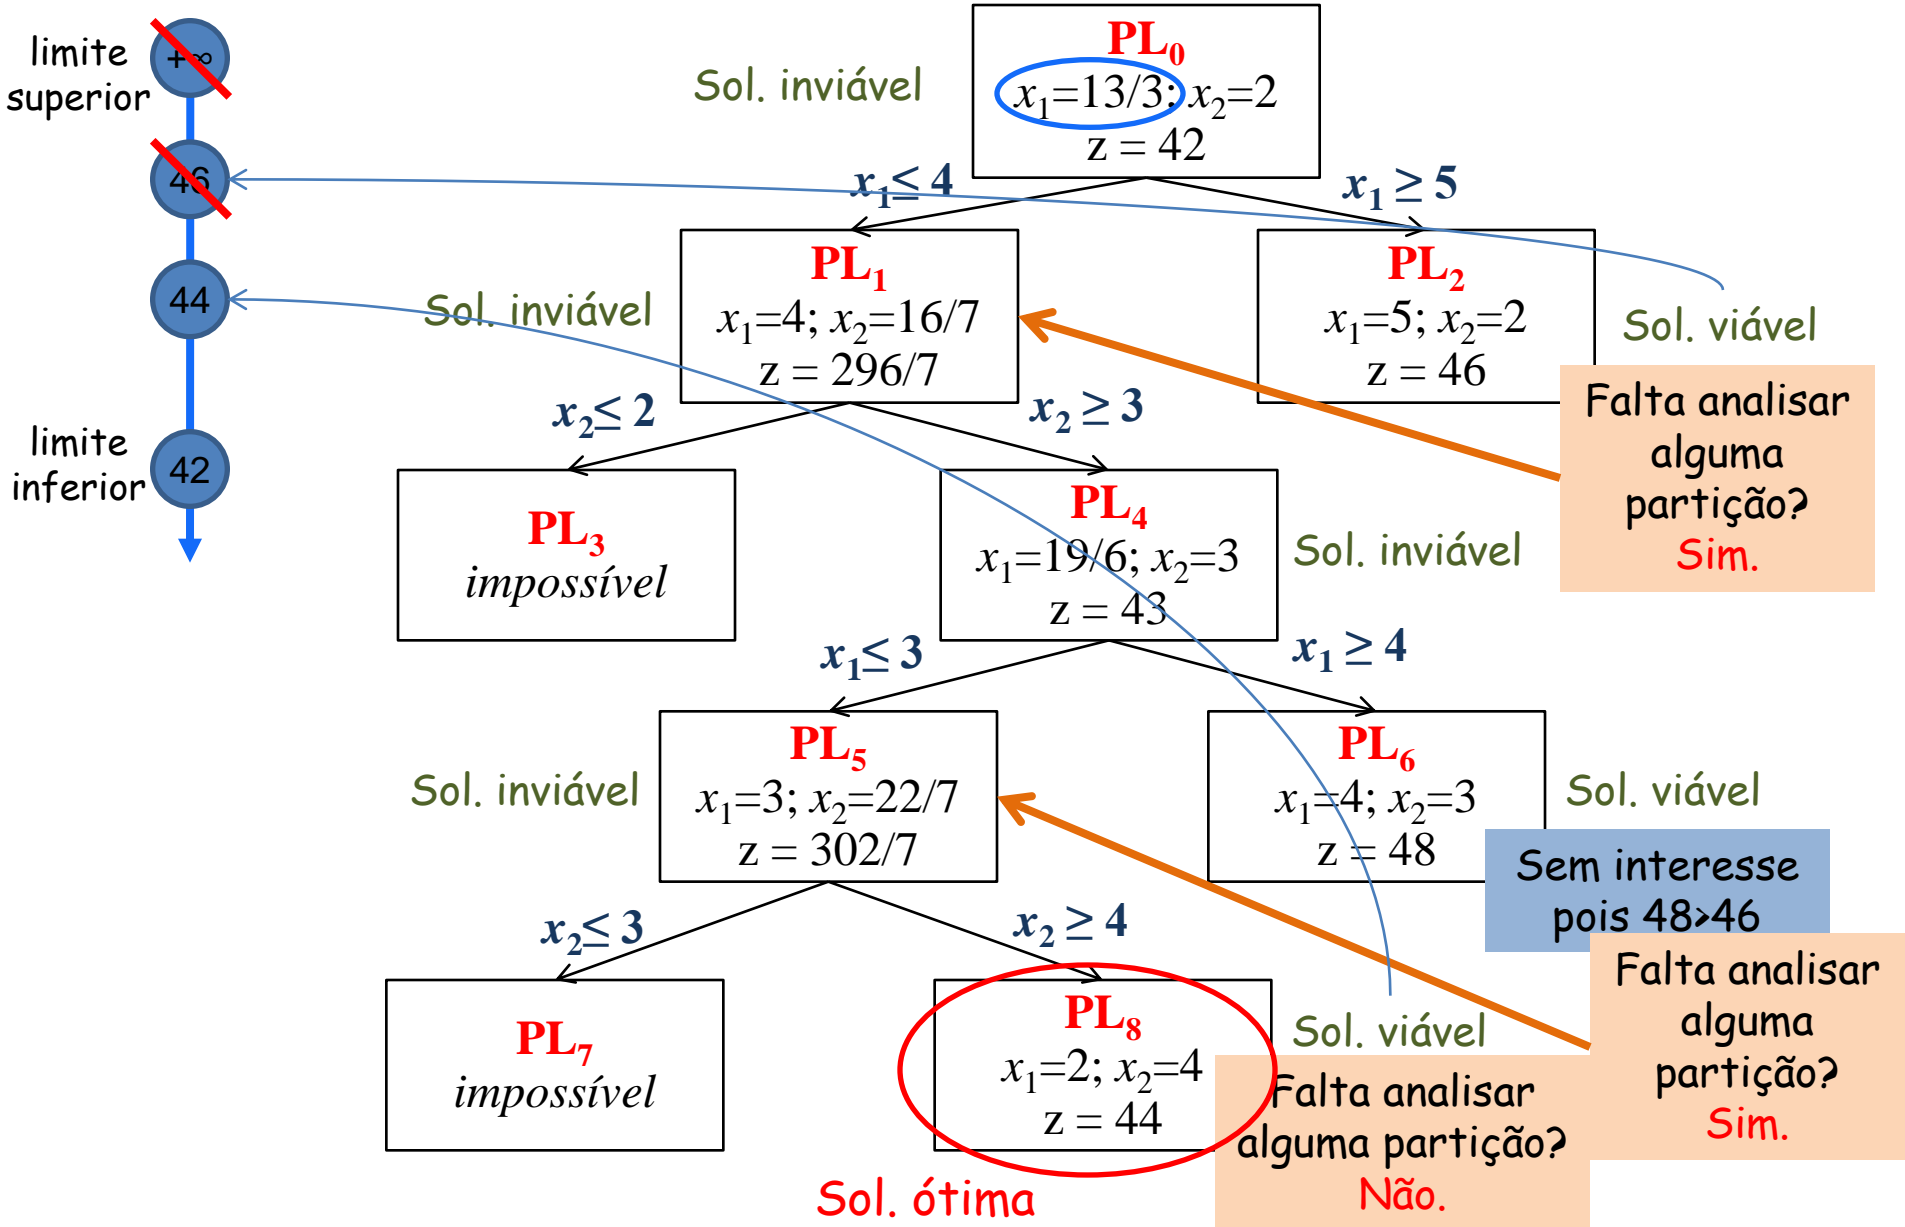 limite
superior
+∞
46
44
limite
inferior
42
Sol. inviável
PL₀
x₁=13/3; x₂=2
z = 42
x₁≤ 4
x₁ ≥ 5
Sol. inviável
PL₁
x₁=4; x₂=16/7
z = 296/7
PL₂
x₁=5; x₂=2
z = 46
Sol. viável
Falta analisar
alguma
partição?
Sim.
x₂≤ 2
x₂ ≥ 3
PL₃
impossível
PL₄
x₁=19/6; x₂=3
z = 43
Sol. inviável
x₁≤ 3
x₁ ≥ 4
Sol. inviável
PL₅
x₁=3; x₂=22/7
z = 302/7
PL₆
x₁=4; x₂=3
z = 48
Sol. viável
Sem interesse
pois 48>46
Falta analisar
alguma
partição?
Sim.
x₂≤ 3
x₂ ≥ 4
PL₇
impossível
PL₈
x₁=2; x₂=4
z = 44
Sol. viável
Falta analisar
alguma partição?
Não.
Sol. ótima